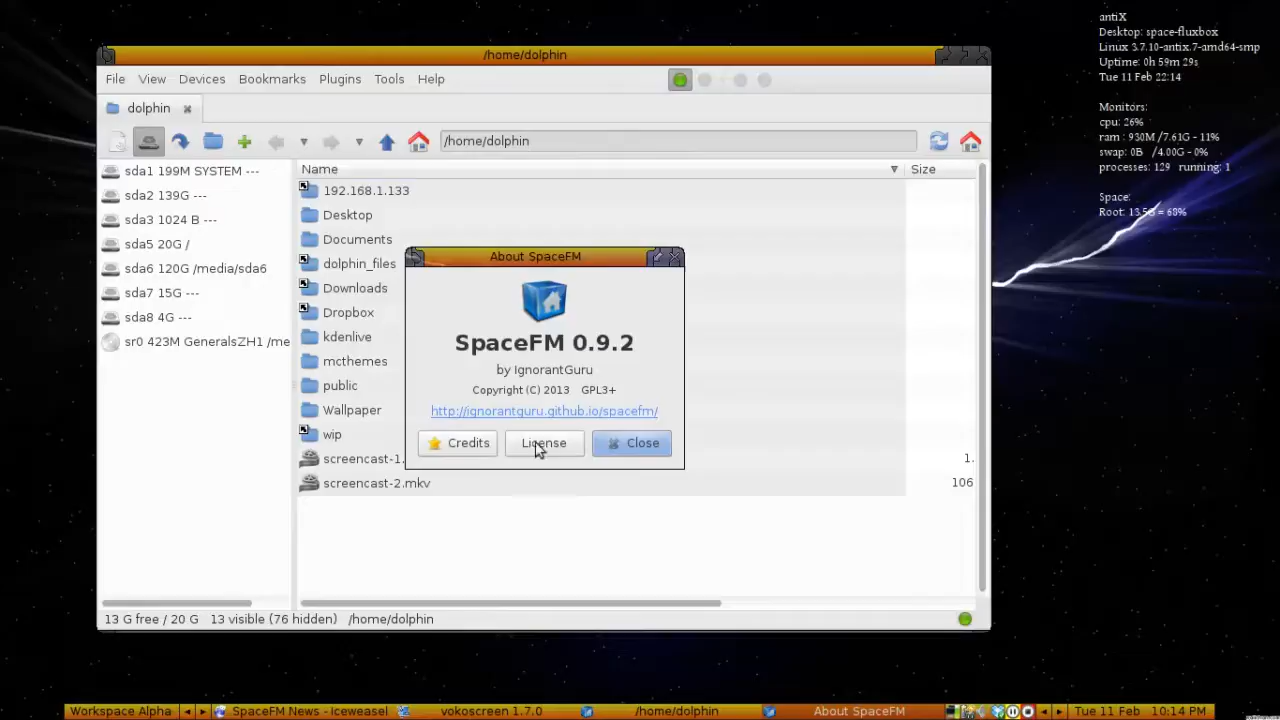 antiX
Desktop: space-fluxbox
Linux 3.7.10-antix.7-amd64-smp
Uptime: 0h 59m 29s
Tue 11 Feb 22:14
Monitors:
cpu: 26%
ram : 930M /7.61G - 11%
swap: 0B /4.00G - 0%
processes: 129 running: 1
Space:
Root: 13.5G = 68%
/home/dolphin
File View Devices Bookmarks Plugins Tools Help
dolphin
/home/dolphin
sda1 199M SYSTEM ---
sda2 139G ---
sda3 1024 B ---
sda5 20G /
sda6 120G /media/sda6
sda7 15G ---
sda8 4G ---
sr0 423M GeneralsZH1 /me
Name Size
192.168.1.133
Desktop
Documents
dolphin_files
Downloads
Dropbox
kdenlive
mcthemes
public
Wallpaper
wip
screencast-1. 1.
screencast-2.mkv 106
About SpaceFM
SpaceFM 0.9.2
by IgnorantGuru
Copyright (C) 2013 GPL3+
http://ignorantguru.github.io/spacefm/
Credits License Close
13 G free / 20 G 13 visible (76 hidden) /home/dolphin
Workspace Alpha SpaceFM News - Iceweasel vokoscreen 1.7.0 /home/dolphin About SpaceFM Tue 11 Feb 10:14 PM